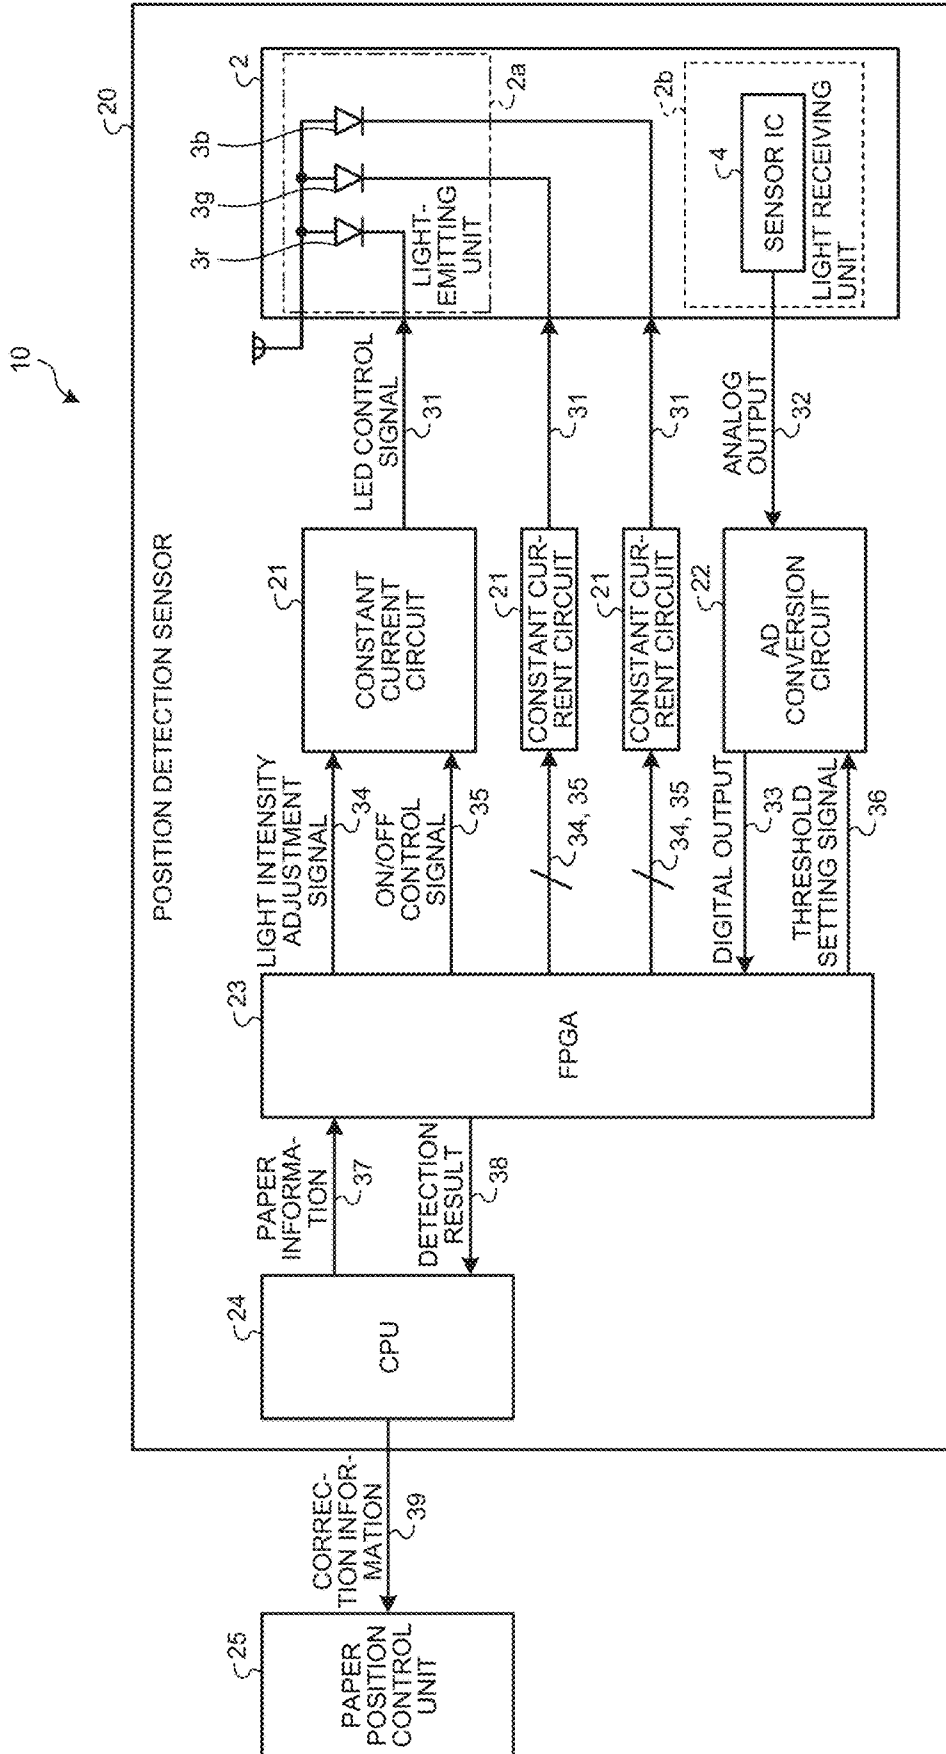 10
20
POSITION DETECTION SENSOR
25
PAPER
POSITION
CONTROL
UNIT
CORREC-
TION INFOR-
MATION
39
24
CPU
PAPER
INFORMA-
TION
37
DETECTION
RESULT
38
23
FPGA
LIGHT INTENSITY
ADJUSTMENT
SIGNAL
34
ON/OFF
CONTROL
SIGNAL
35
34, 35
34, 35
DIGITAL OUTPUT
33
THRESHOLD
SETTING SIGNAL
36
21
CONSTANT
CURRENT
CIRCUIT
21
CONSTANT CUR-
RENT CIRCUIT
21
CONSTANT CUR-
RENT CIRCUIT
22
AD
CONVERSION
CIRCUIT
LED CONTROL
SIGNAL
31
31
31
ANALOG
OUTPUT
32
2
3r
3g
3b
LIGHT-
EMITTING
UNIT
2a
2b
4
SENSOR IC
LIGHT RECEIVING
UNIT